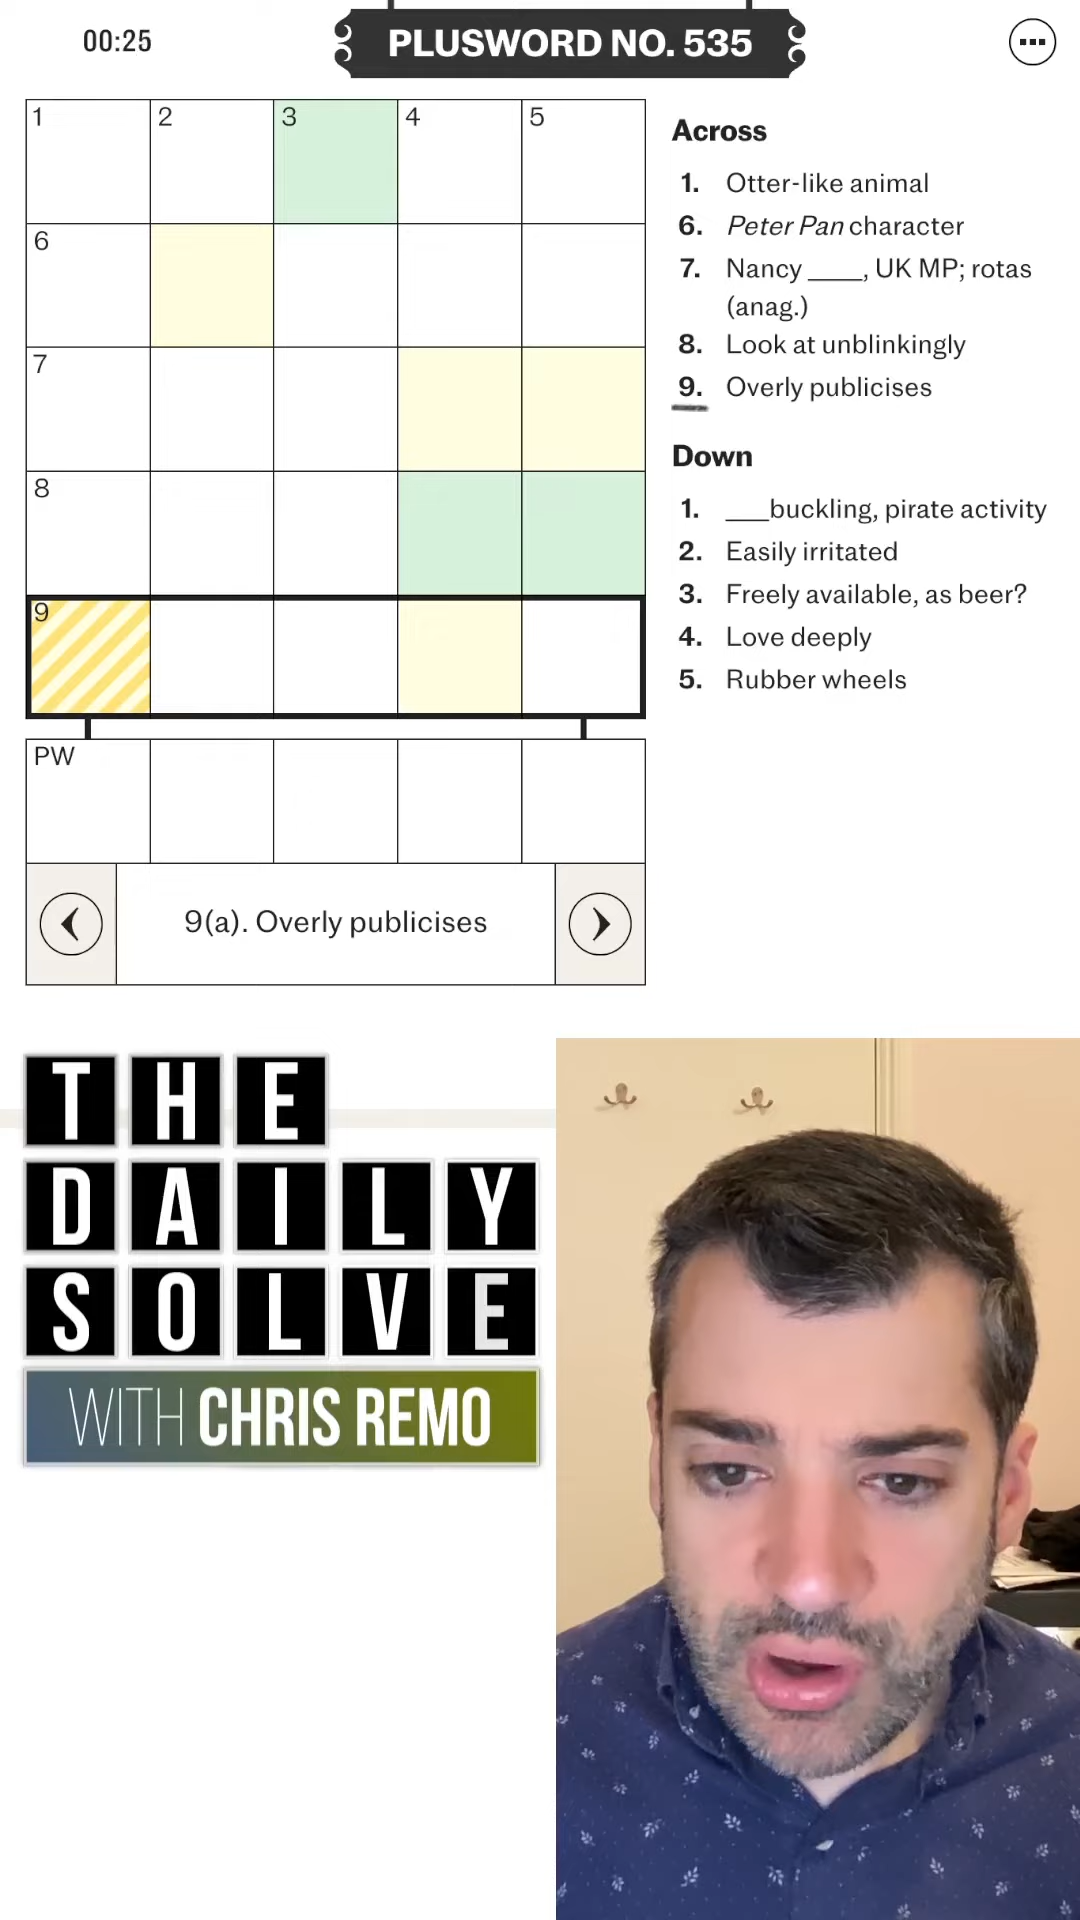 00:25
PLUSWORD NO. 535
1 2 3 4 5
6
7
8
9
PW
9(a). Overly publicises
Across
1. Otter-like animal
6. Peter Pan character
7. Nancy ____, UK MP; rotas
(anag.)
8. Look at unblinkingly
9. Overly publicises
Down
1. ___buckling, pirate activity
2. Easily irritated
3. Freely available, as beer?
4. Love deeply
5. Rubber wheels
THE
DAILY
SOLVE
WITH CHRIS REMO